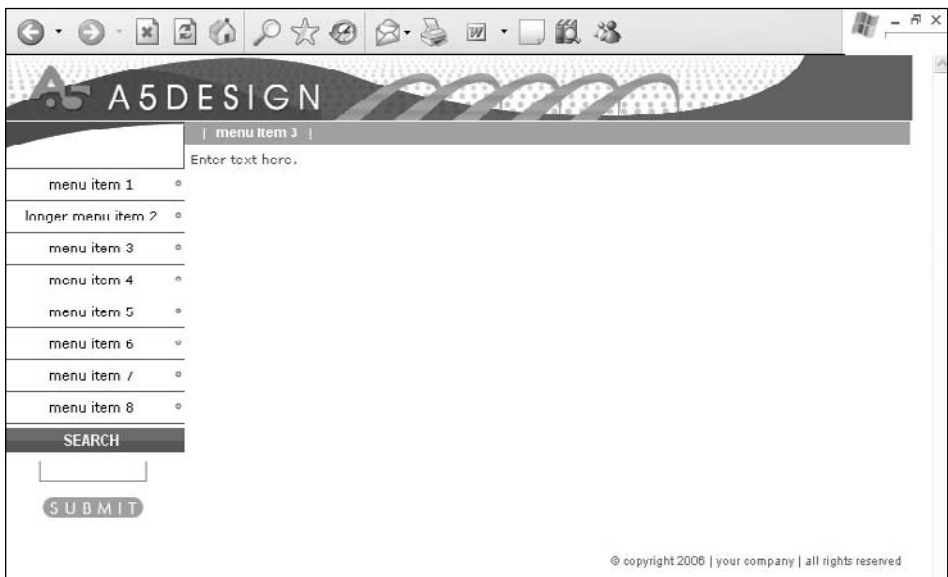 W
A5
A5DESIGN
| menu item 3 |
Enter text here.
menu item 1
longer menu item 2
menu item 3
menu item 4
menu item 5
menu item 6
menu item 7
menu item 8
SEARCH
SUBMIT
© copyright 2006 | your company | all rights reserved